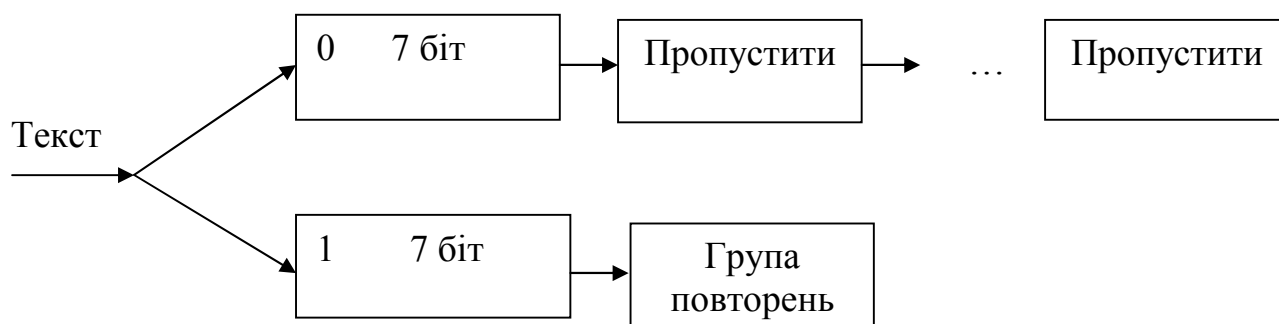 0 7 біт
Пропустити
…
Пропустити
Текст
1 7 біт
Група
повторень